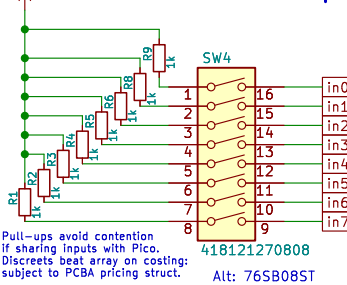 SW4
R9
1k
R8
1k
R6
1k
R5
1k
R4
1k
R3
1k
R2
1k
R1
1k
1 16
2 15
3 14
4 13
5 12
6 11
7 10
8 9
in0
in1
in2
in3
in4
in5
in6
in7
418121270808
Pull-ups avoid contention
if sharing inputs with Pico.
Discreets beat array on costing:
subject to PCBA pricing struct.
Alt: 76SB08ST